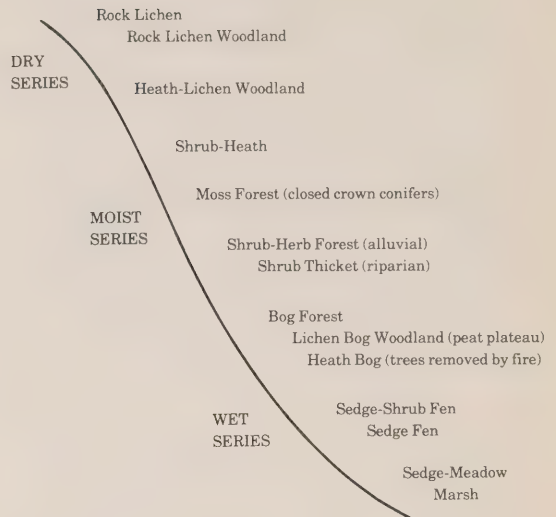 Rock Lichen
Rock Lichen Woodland
DRY
SERIES
Heath-Lichen Woodland
Shrub-Heath
Moss Forest (closed crown conifers)
MOIST
SERIES
Shrub-Herb Forest (alluvial)
Shrub Thicket (riparian)
Bog Forest
Lichen Bog Woodland (peat plateau)
Heath Bog (trees removed by fire)
Sedge-Shrub Fen
WET
SERIES
Sedge Fen
Sedge-Meadow
Marsh